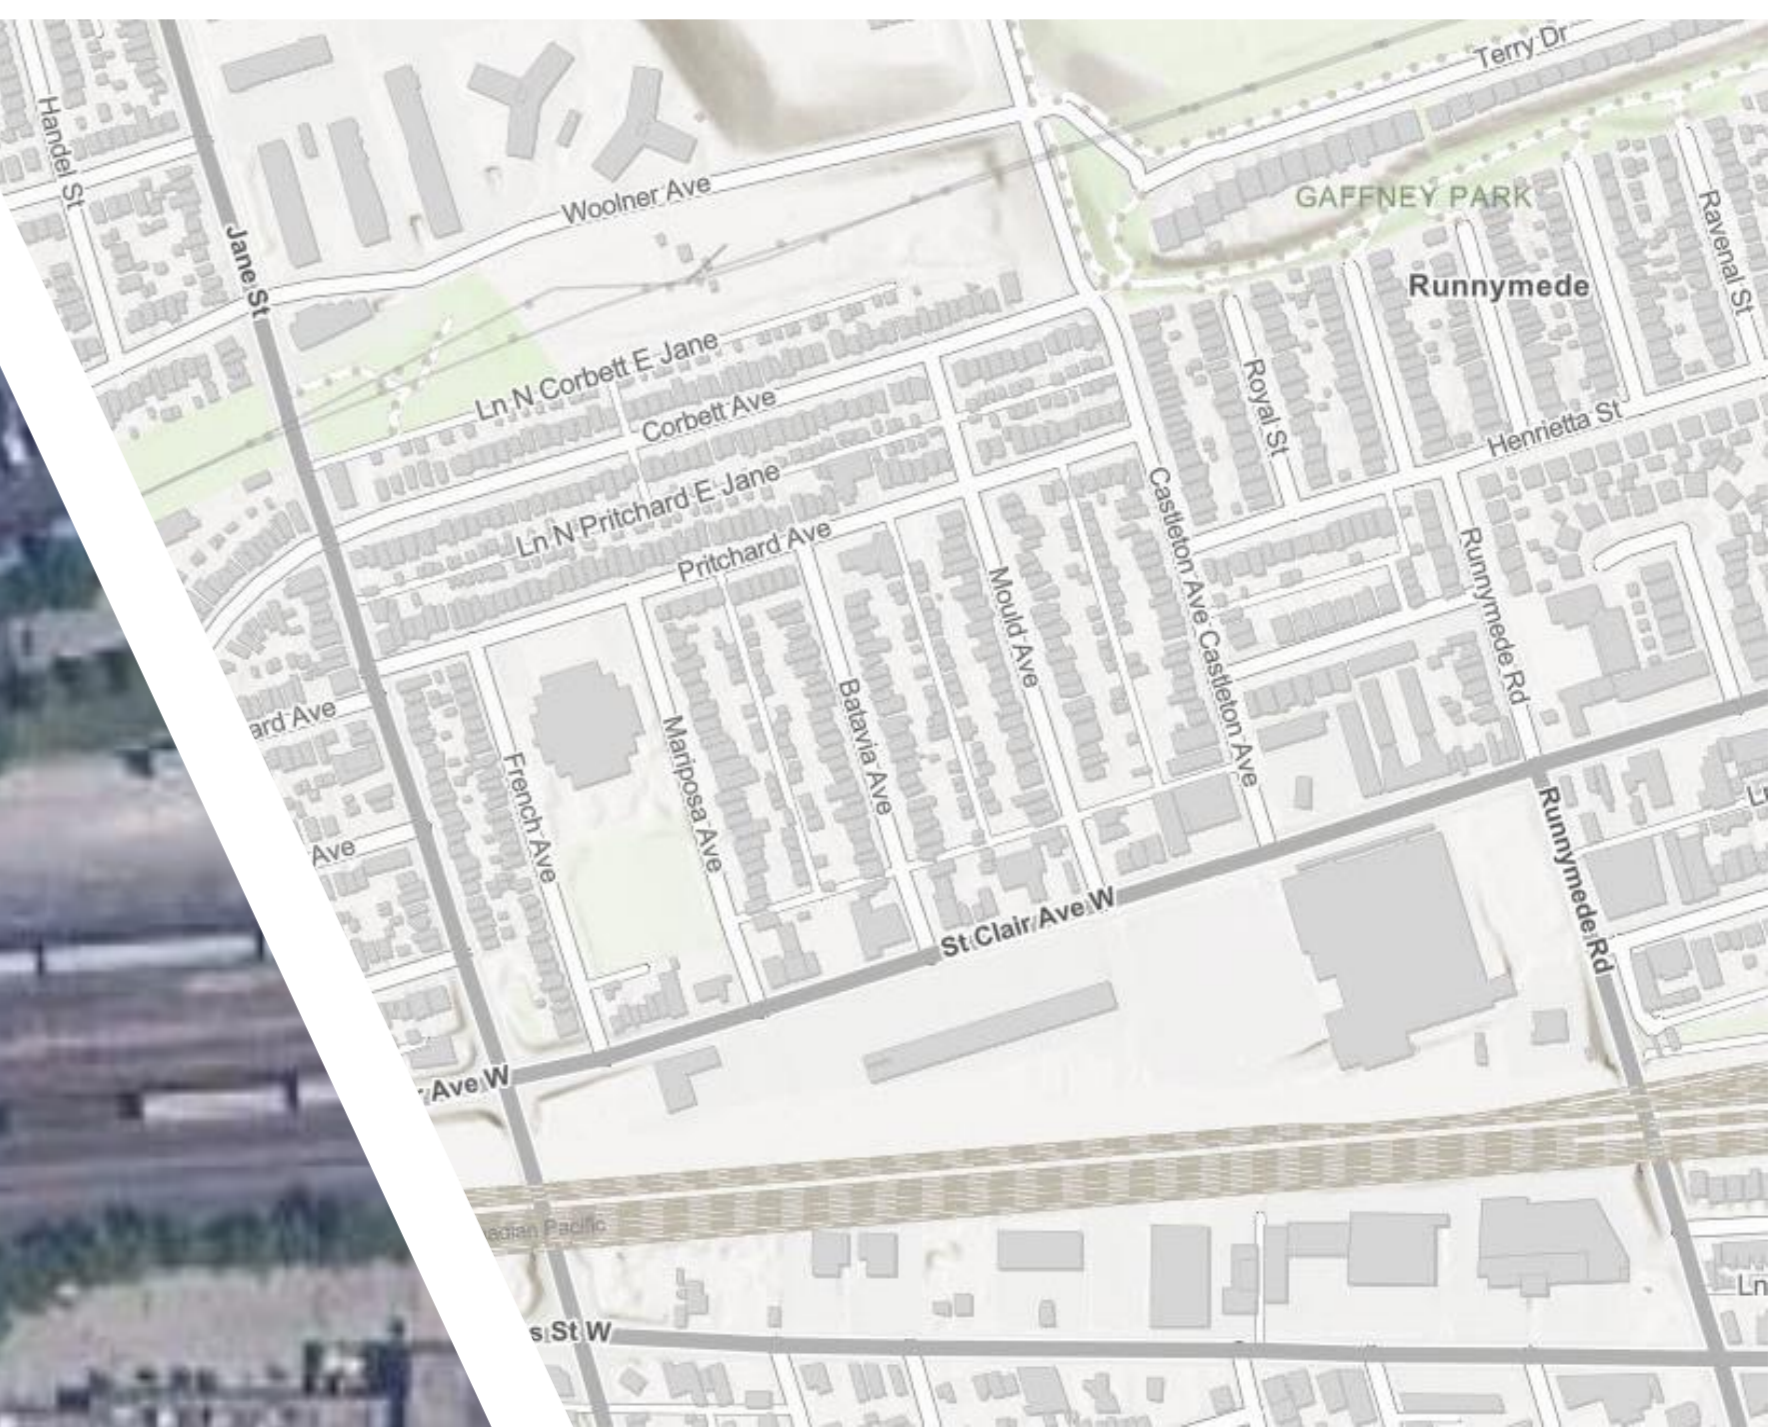 Terry Dr
Handel St
Woolner Ave
GAFFNEY PARK
Ravenal St
Jane St
Runnymede
Ln N Corbett E Jane
Corbett Ave
Royal St
Henrietta St
Ln N Pritchard E Jane
Pritchard Ave
Castleton Ave
Castleton Ave
Mould Ave
Runnymede Rd
Batavia Ave
ard Ave
Mariposa Ave
French Ave
Ave
Runnymede Rd
St Clair Ave W
r Ave W
adian Pacific
Ln
s St W